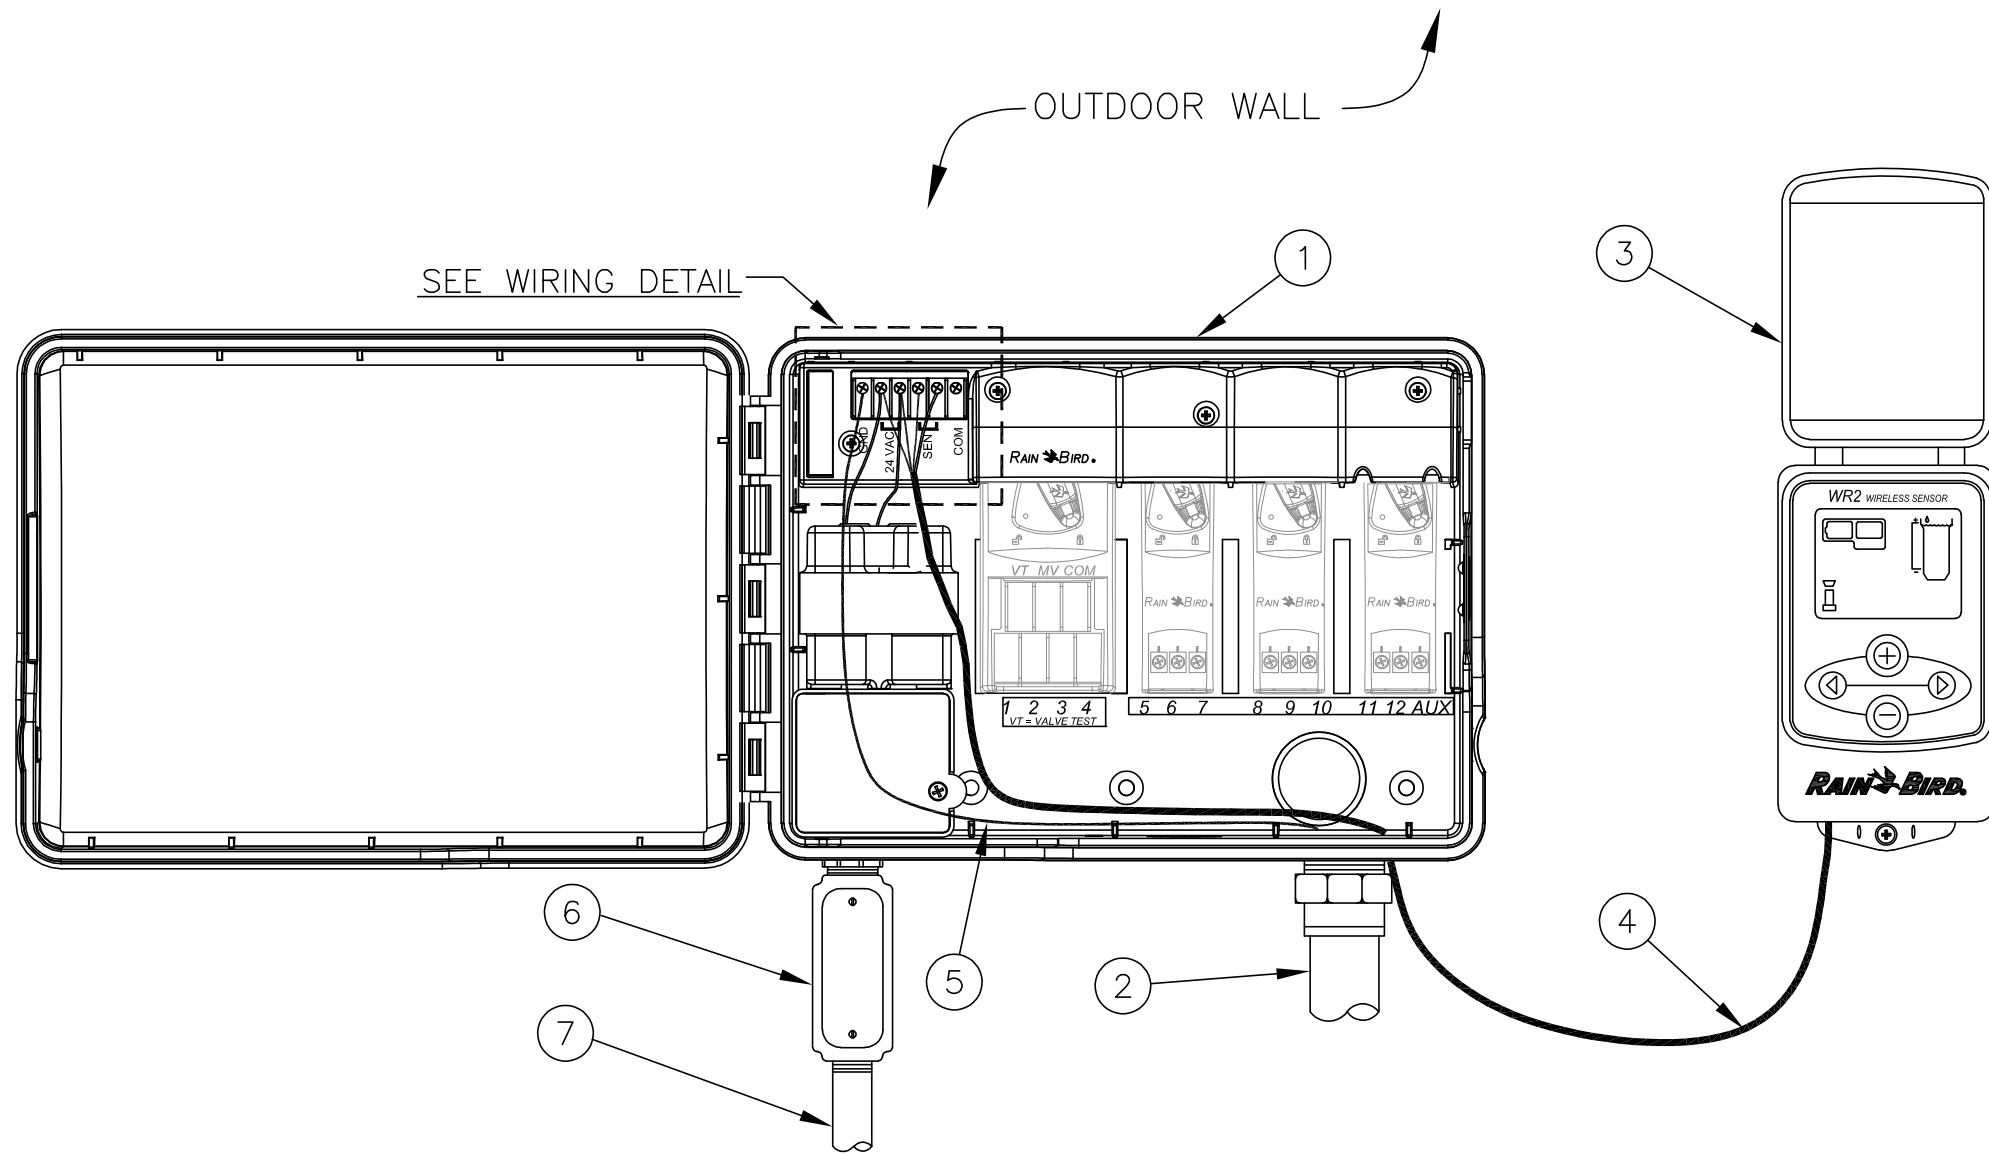 OUTDOOR WALL
SEE WIRING DETAIL
1
3
GND
24 VAC
SEN
COM
RAIN BIRD.
WR2 WIRELESS SENSOR
+
-
VT MV COM
RAIN BIRD.
RAIN BIRD.
RAIN BIRD.
1 2 3 4
VT = VALVE TEST
5 6 7 8 9 10 11 12 AUX
RAIN BIRD.
6
5
2
4
7